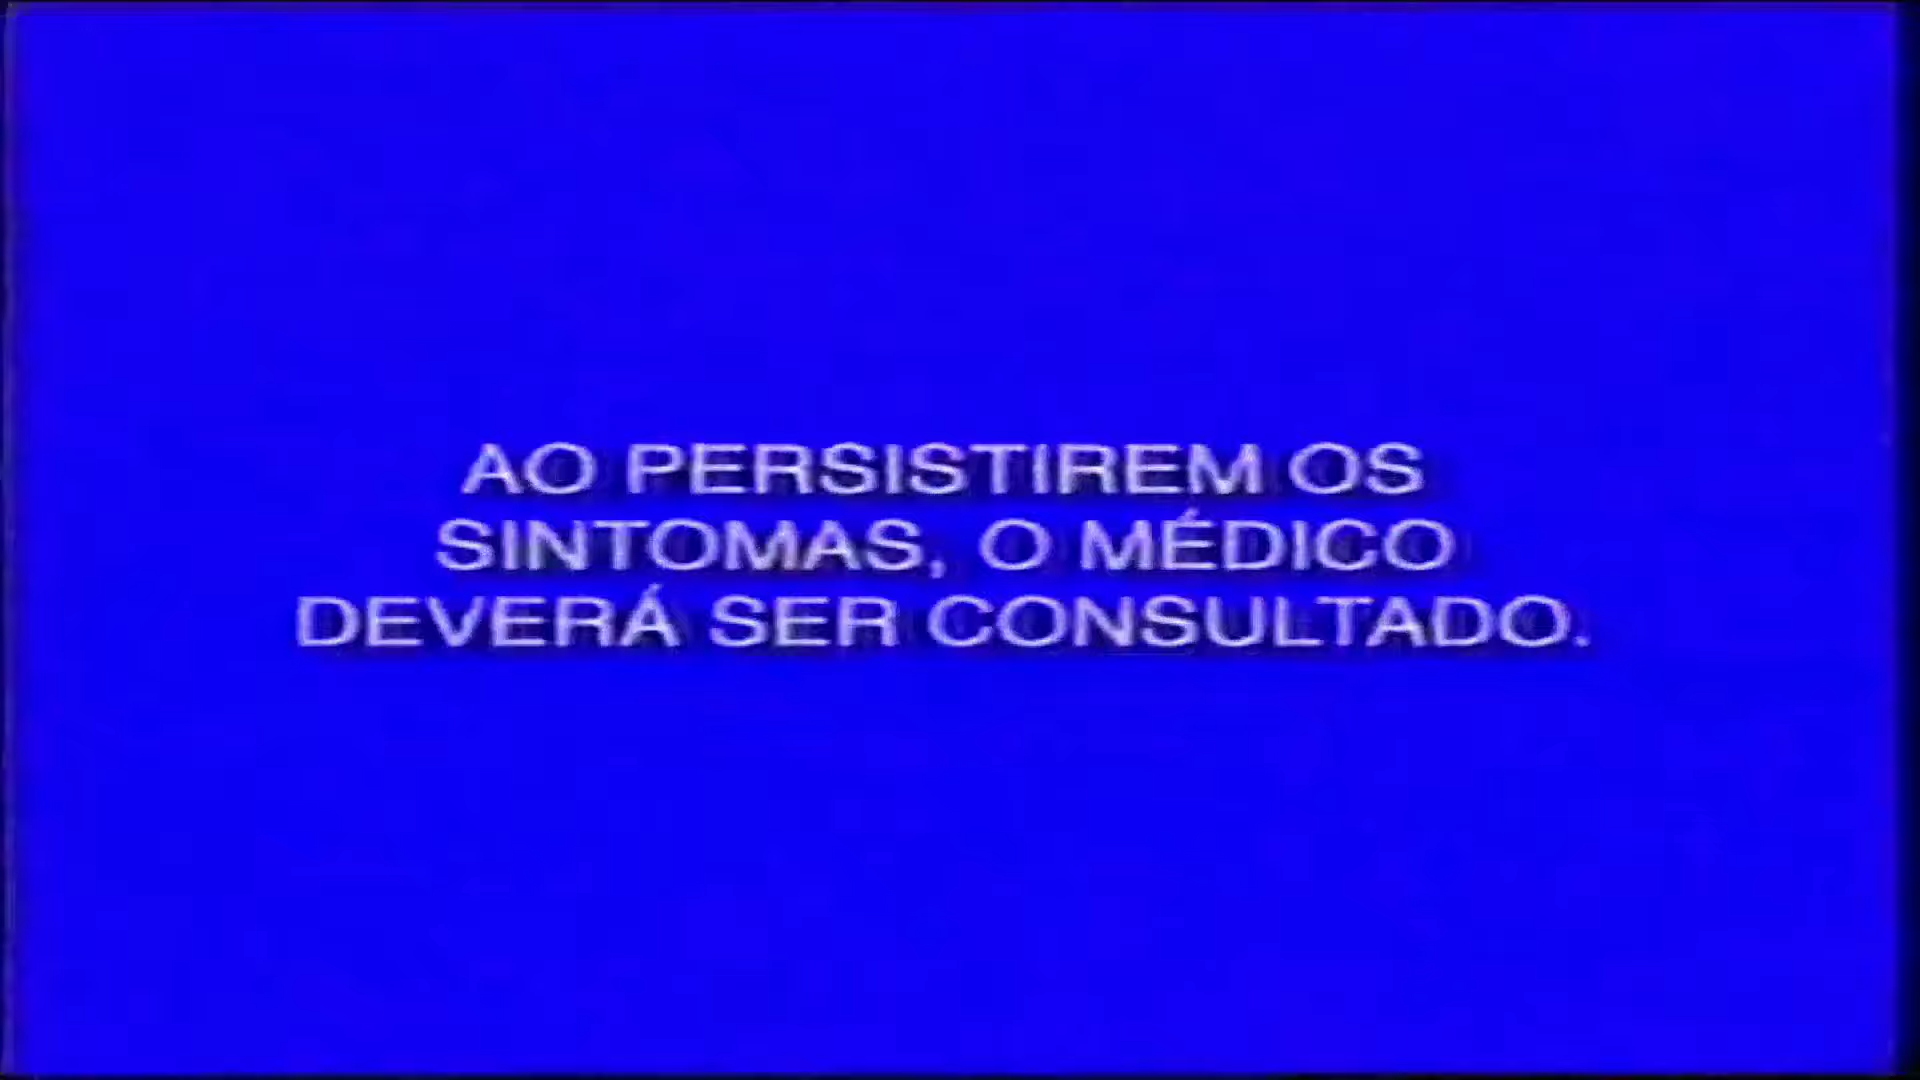 AO PERSISTIREM OS
SINTOMAS, O MÉDICO
DEVERÁ SER CONSULTADO.